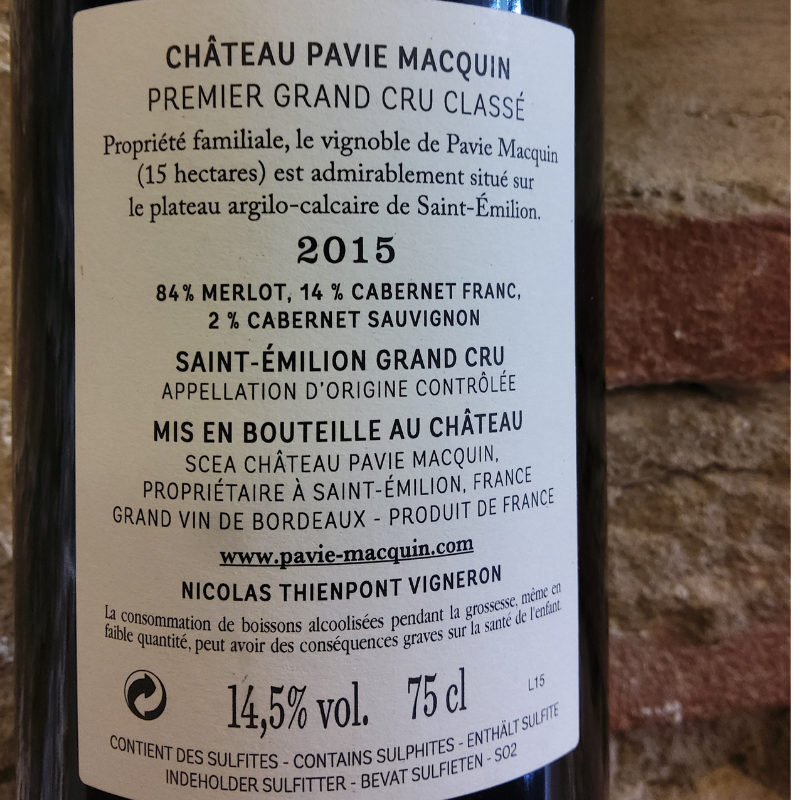 CHÂTEAU PAVIE MACQUIN
PREMIER GRAND CRU CLASSÉ
Propriété familiale, le vignoble de Pavie Macquin
(15 hectares) est admirablement situé sur
le plateau argilo-calcaire de Saint-Émilion.
2015
84% MERLOT, 14 % CABERNET FRANC,
2 % CABERNET SAUVIGNON
SAINT-ÉMILION GRAND CRU
APPELLATION D'ORIGINE CONTRÔLÉE
MIS EN BOUTEILLE AU CHÂTEAU
SCEA CHÂTEAU PAVIE MACQUIN,
PROPRIÉTAIRE À SAINT-ÉMILION, FRANCE
GRAND VIN DE BORDEAUX - PRODUIT DE FRANCE
www.pavie-macquin.com
NICOLAS THIENPONT VIGNERON
La consommation de boissons alcoolisées pendant la grossesse, même en
faible quantité, peut avoir des conséquences graves sur la santé de l'enfant.
14,5% vol. 75 cl L15
CONTIENT DES SULFITES - CONTAINS SULPHITES - ENTHÄLT SULFITE
INDEHOLDER SULFITTER - BEVAT SULFIETEN - SO2